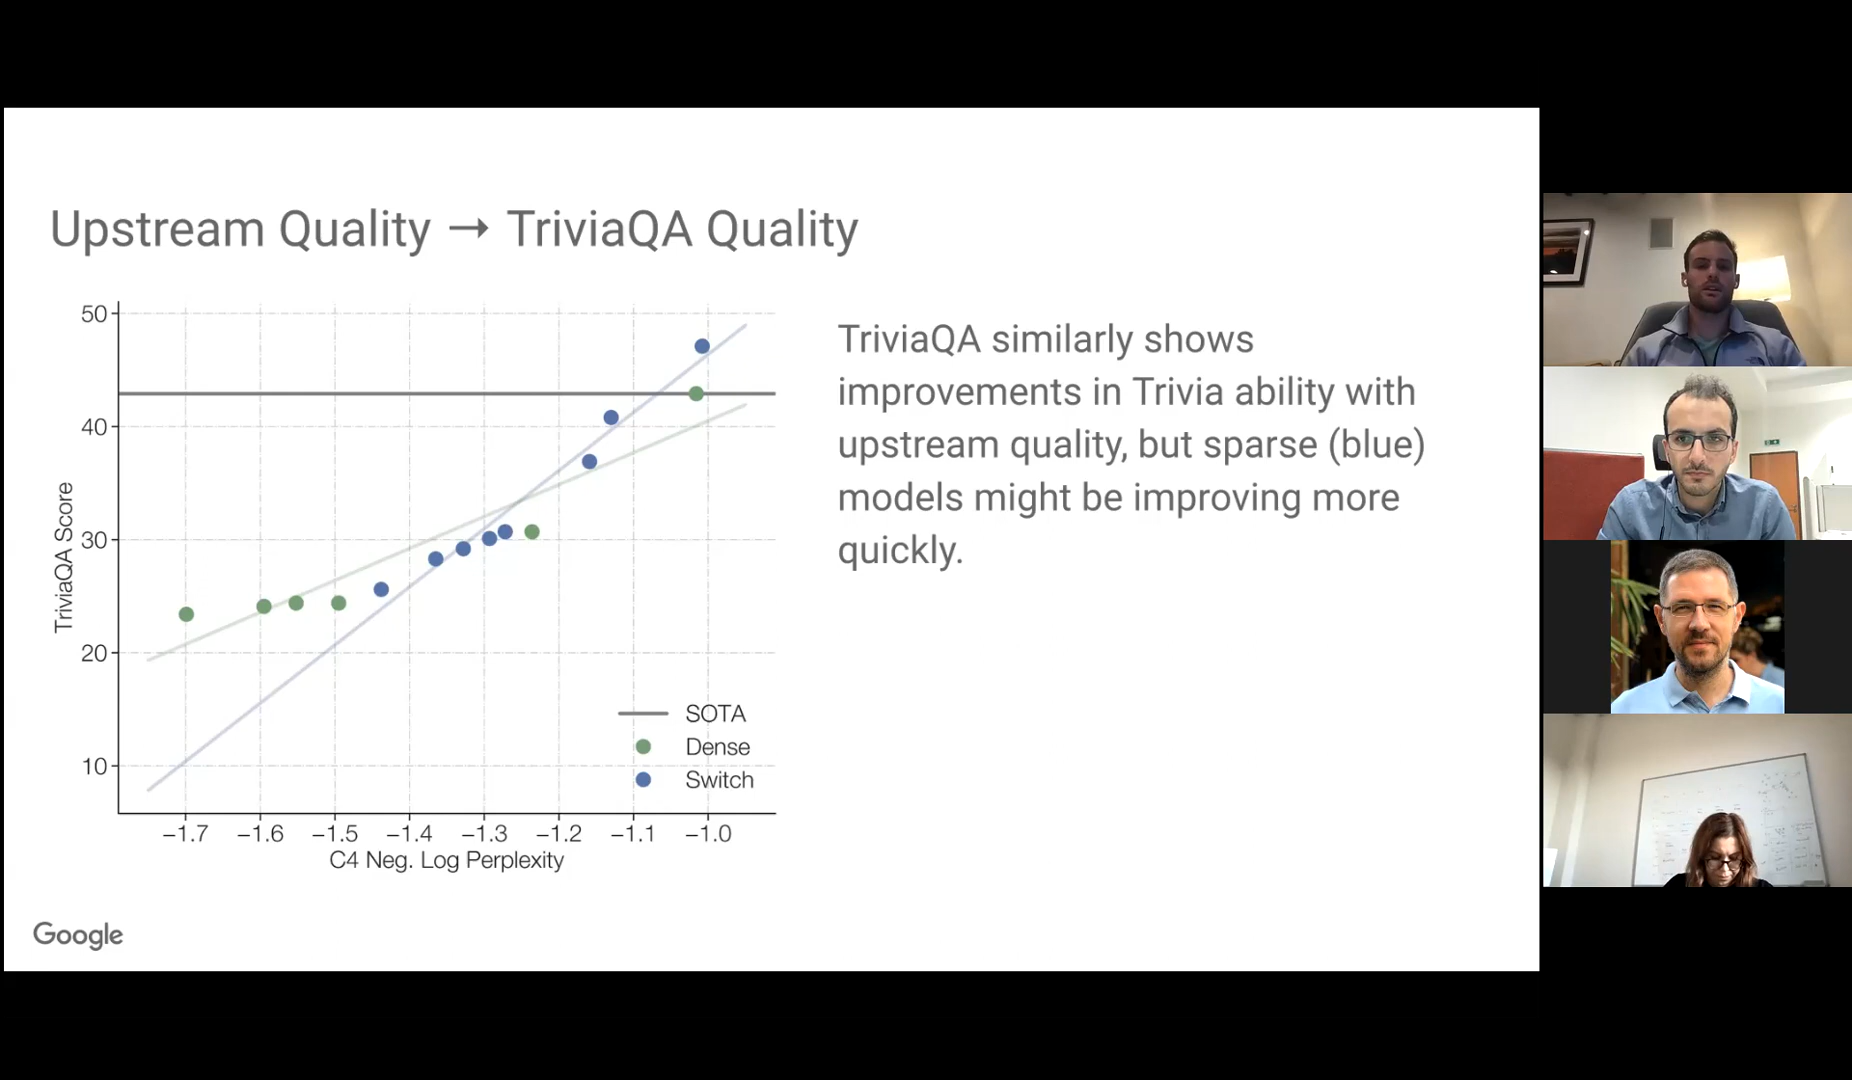 Upstream Quality → TriviaQA Quality
50
40
30
20
10
TriviaQA Score
SOTA
Dense
Switch
−1.7 −1.6 −1.5 −1.4 −1.3 −1.2 −1.1 −1.0
C4 Neg. Log Perplexity
TriviaQA similarly shows
improvements in Trivia ability with
upstream quality, but sparse (blue)
models might be improving more
quickly.
Google